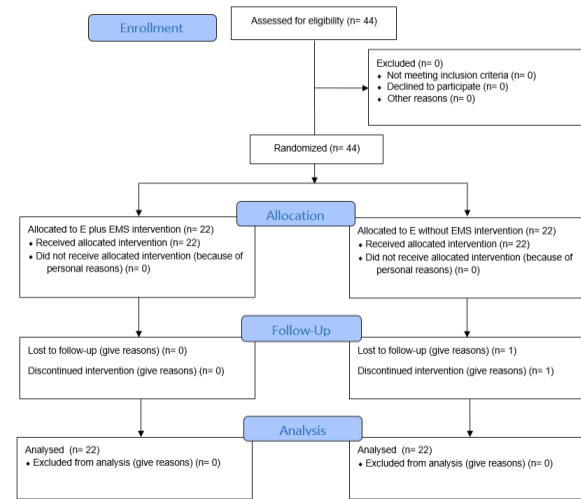 Enrollment
Assessed for eligibility (n= 44)
Excluded (n= 0)
⬧ Not meeting inclusion criteria (n= 0)
⬧ Declined to participate (n= 0)
⬧ Other reasons (n= 0)
Randomized (n= 44)
Allocation
Allocated to E plus EMS intervention (n= 22)
⬧ Received allocated intervention (n= 22)
⬧ Did not receive allocated intervention (because of
personal reasons) (n= 0)
Allocated to E without EMS intervention (n= 22)
⬧ Received allocated intervention (n= 22)
⬧ Did not receive allocated intervention (because of
personal reasons) (n= 0)
Follow-Up
Lost to follow-up (give reasons) (n= 0)
Discontinued intervention (give reasons) (n= 0)
Lost to follow-up (give reasons) (n= 1)
Discontinued intervention (give reasons) (n= 1)
Analysis
Analysed (n= 22)
⬧ Excluded from analysis (give reasons) (n= 0)
Analysed (n= 22)
⬧ Excluded from analysis (give reasons) (n= 0)